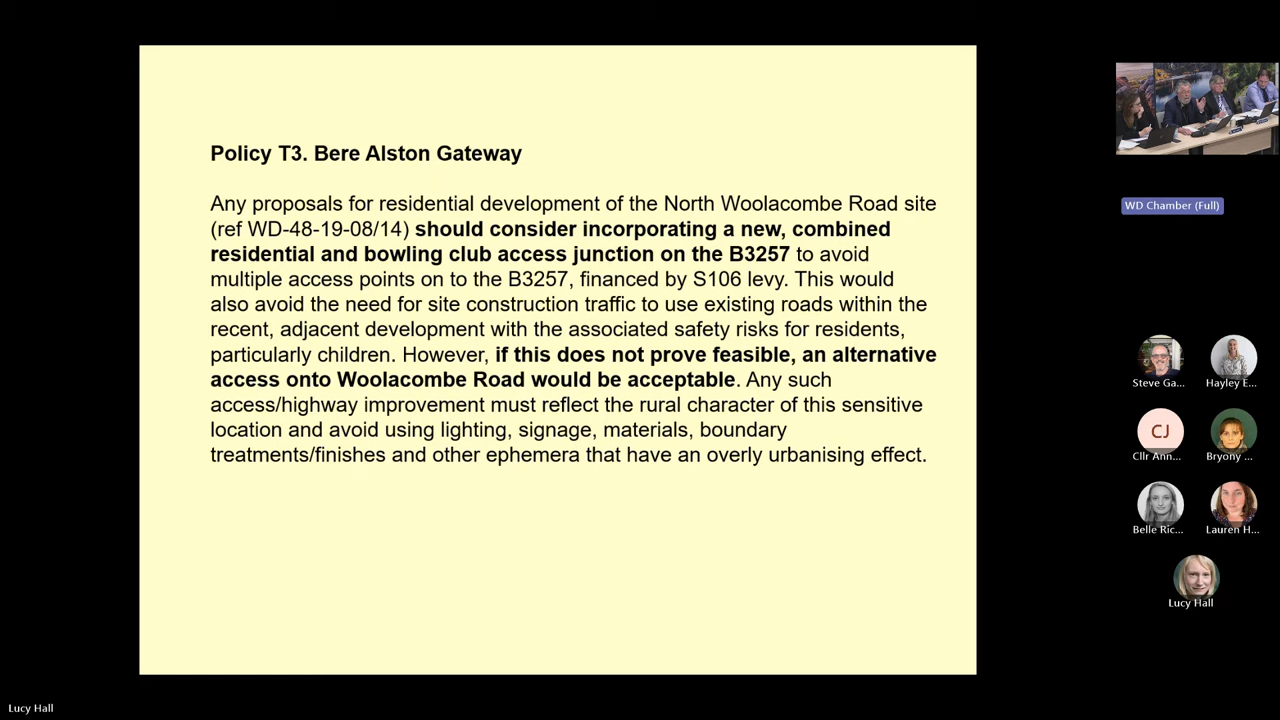 Policy T3. Bere Alston Gateway
Any proposals for residential development of the North Woolacombe Road site
(ref WD-48-19-08/14) should consider incorporating a new, combined
residential and bowling club access junction on the B3257 to avoid
multiple access points on to the B3257, financed by S106 levy. This would
also avoid the need for site construction traffic to use existing roads within the
recent, adjacent development with the associated safety risks for residents,
particularly children. However, if this does not prove feasible, an alternative
access onto Woolacombe Road would be acceptable. Any such
access/highway improvement must reflect the rural character of this sensitive
location and avoid using lighting, signage, materials, boundary
treatments/finishes and other ephemera that have an overly urbanising effect.
WD Chamber (Full)
Steve Ga...
Hayley E...
CJ
Cllr Ann...
Bryony ...
Belle Ric...
Lauren H...
Lucy Hall
Lucy Hall